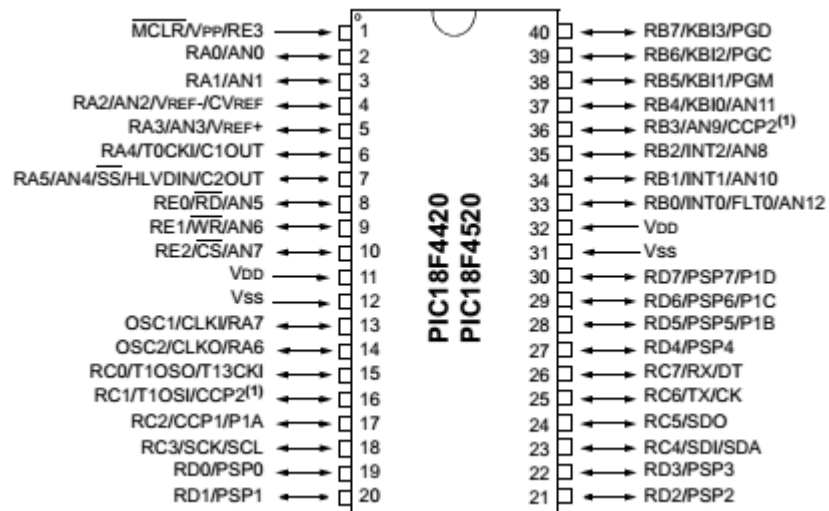 MCLR/VPP/RE3 1
RA0/AN0 2
RA1/AN1 3
RA2/AN2/VREF-/CVREF 4
RA3/AN3/VREF+ 5
RA4/T0CKI/C1OUT 6
RA5/AN4/SS/HLVDIN/C2OUT 7
RE0/RD/AN5 8
RE1/WR/AN6 9
RE2/CS/AN7 10
VDD 11
VSS 12
OSC1/CLKI/RA7 13
OSC2/CLKO/RA6 14
RC0/T1OSO/T13CKI 15
RC1/T1OSI/CCP2(1) 16
RC2/CCP1/P1A 17
RC3/SCK/SCL 18
RD0/PSP0 19
RD1/PSP1 20
PIC18F4420
PIC18F4520
40 RB7/KBI3/PGD
39 RB6/KBI2/PGC
38 RB5/KBI1/PGM
37 RB4/KBI0/AN11
36 RB3/AN9/CCP2(1)
35 RB2/INT2/AN8
34 RB1/INT1/AN10
33 RB0/INT0/FLT0/AN12
32 VDD
31 VSS
30 RD7/PSP7/P1D
29 RD6/PSP6/P1C
28 RD5/PSP5/P1B
27 RD4/PSP4
26 RC7/RX/DT
25 RC6/TX/CK
24 RC5/SDO
23 RC4/SDI/SDA
22 RD3/PSP3
21 RD2/PSP2